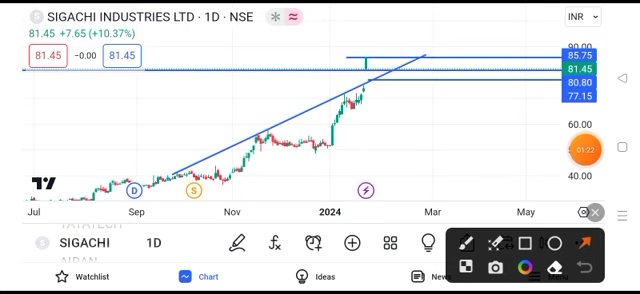 SIGACHI INDUSTRIES LTD · 1D · NSE
INR
81.45 +7.65 (+10.37%)
81.45 −0.00 81.45
90.00
85.75
81.45
80.80
77.15
60.00
01:22
40.00
D S
Jul Sep Nov 2024 Mar May
TATATECH
S SIGACHI 1D
Watchlist Chart Ideas News Menu